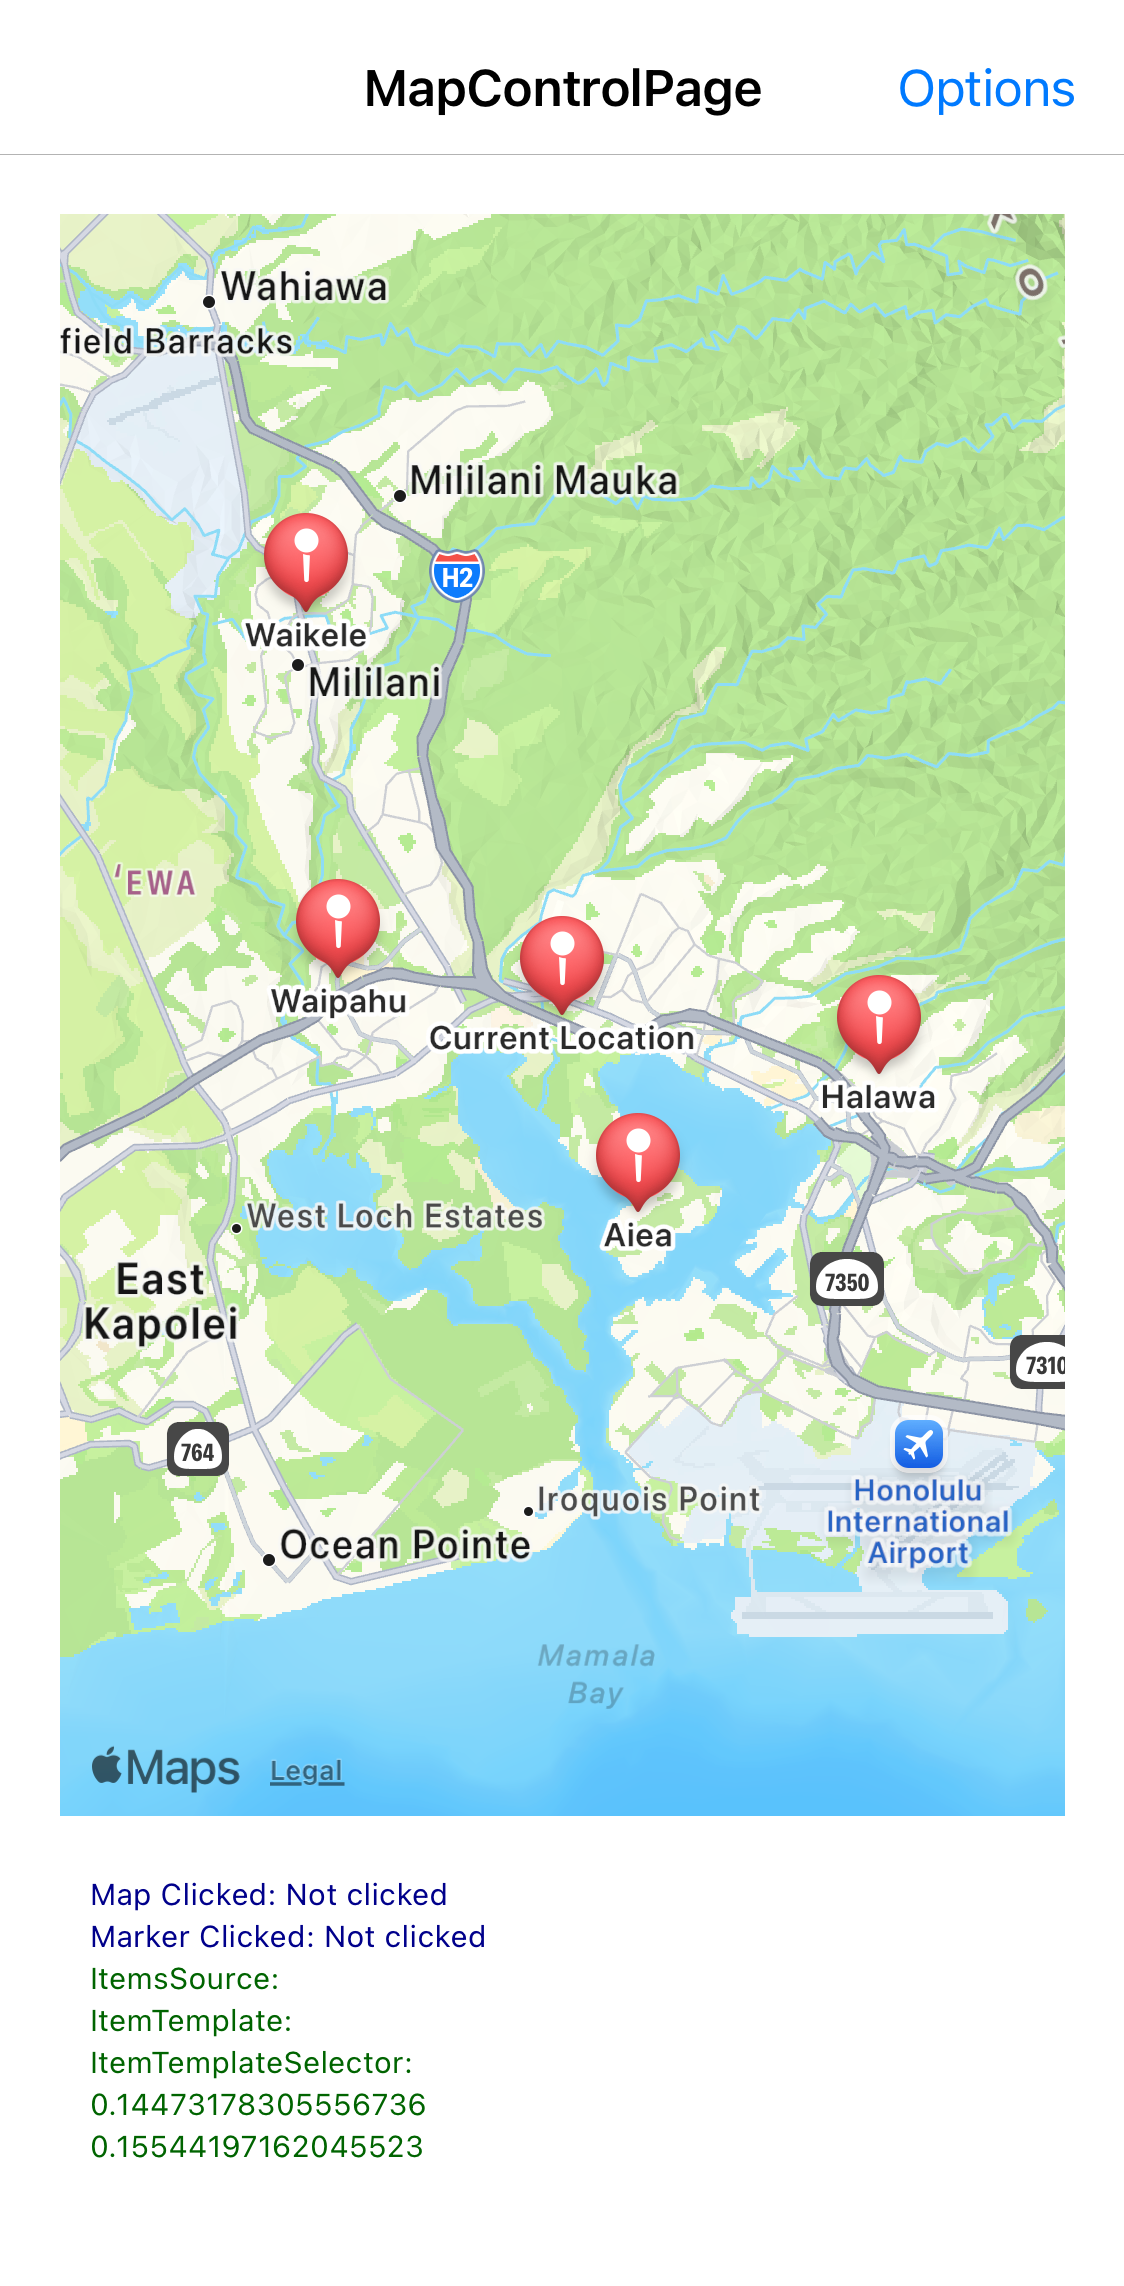 MapControlPage
Options
O
Wahiawa
field Barracks
Mililani Mauka
H2
Waikele
Mililani
ʻEWA
Waipahu
Current Location
Halawa
Aiea
West Loch Estates
East
Kapolei
7350
7310
764
Honolulu
International
Airport
Iroquois Point
Ocean Pointe
Mamala
Bay
Maps
Legal
Map Clicked: Not clicked
Marker Clicked: Not clicked
ItemsSource:
ItemTemplate:
ItemTemplateSelector:
0.14473178305556736
0.15544197162045523